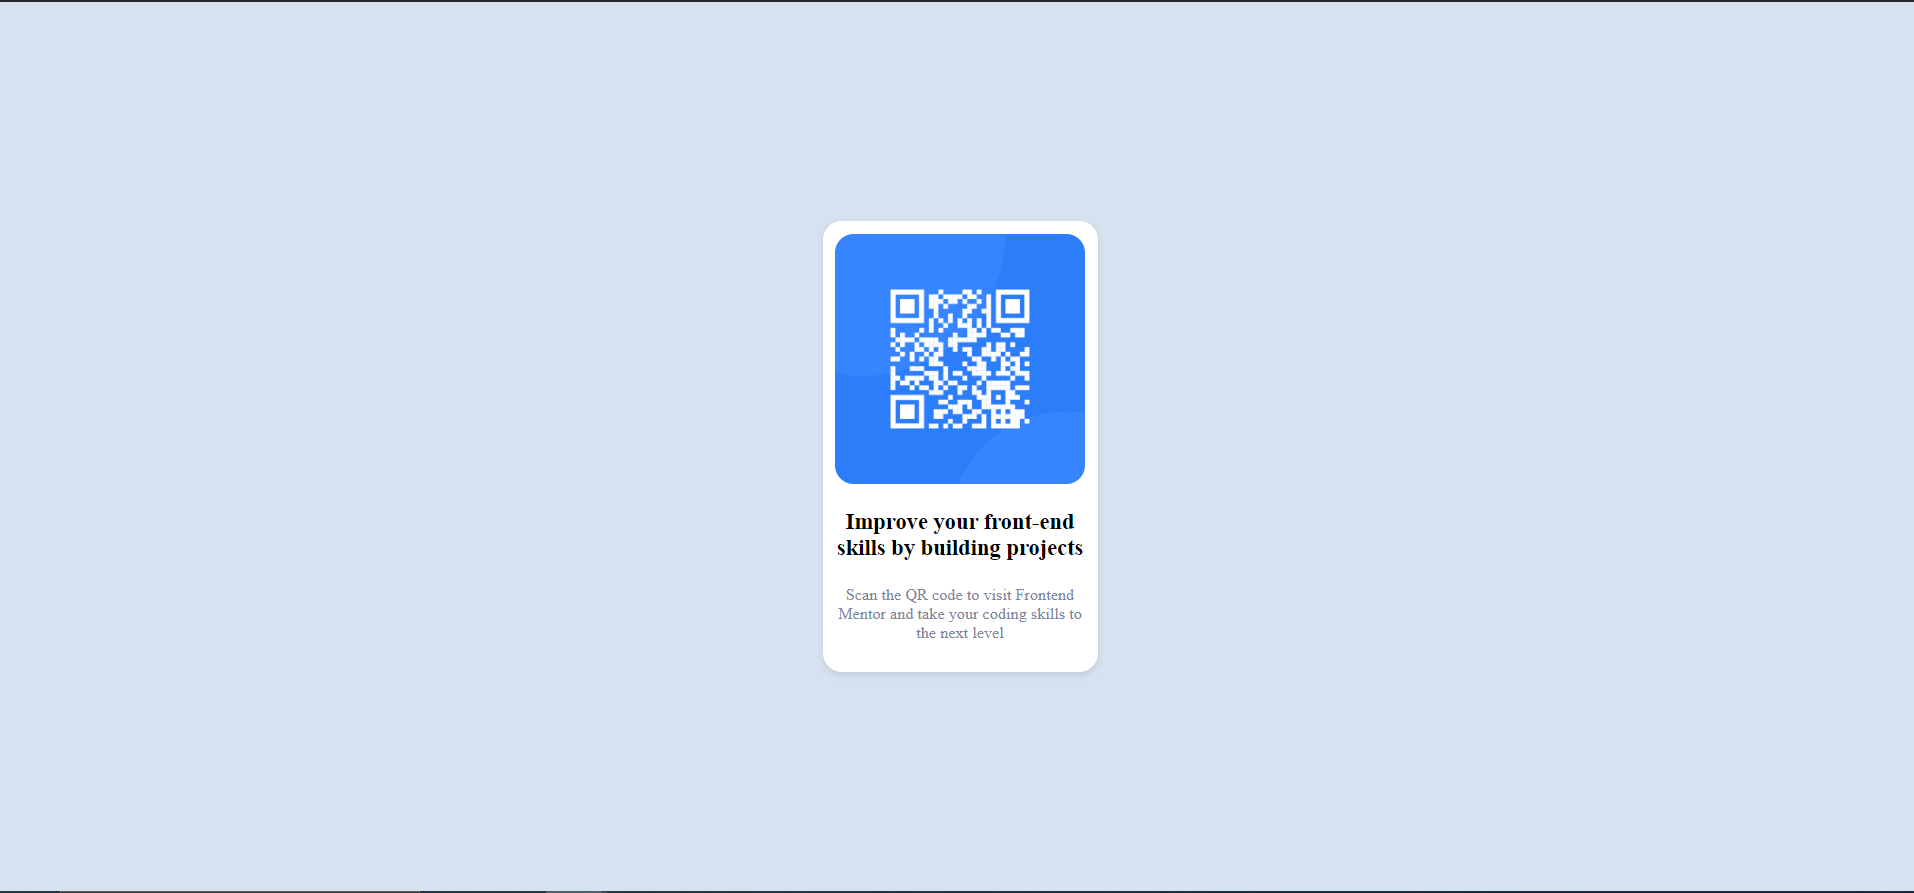 Improve your front-end
skills by building projects
Scan the QR code to visit Frontend
Mentor and take your coding skills to
the next level